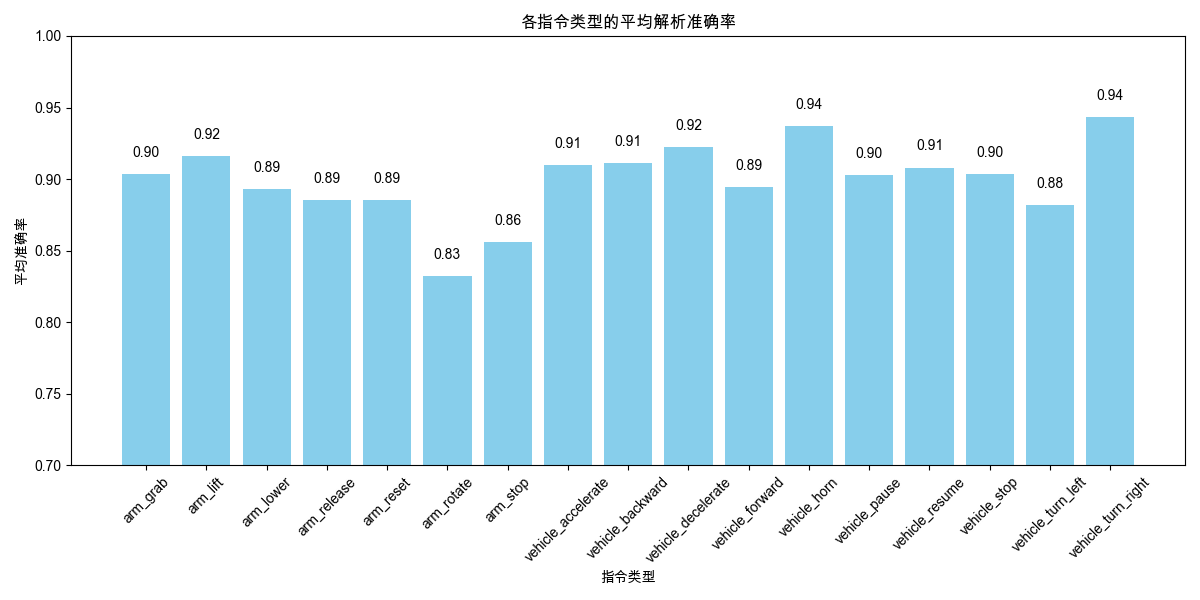 各指令类型的平均解析准确率
1.00
0.95
0.90
0.85
0.80
0.75
0.70
平均准确率
0.90
0.92
0.89
0.89
0.89
0.83
0.86
0.91
0.91
0.92
0.89
0.94
0.90
0.91
0.90
0.88
0.94
arm_grab
arm_lift
arm_lower
arm_release
arm_reset
arm_rotate
arm_stop
vehicle_accelerate
vehicle_backward
vehicle_decelerate
vehicle_forward
vehicle_horn
vehicle_pause
vehicle_resume
vehicle_stop
vehicle_turn_left
vehicle_turn_right
指令类型